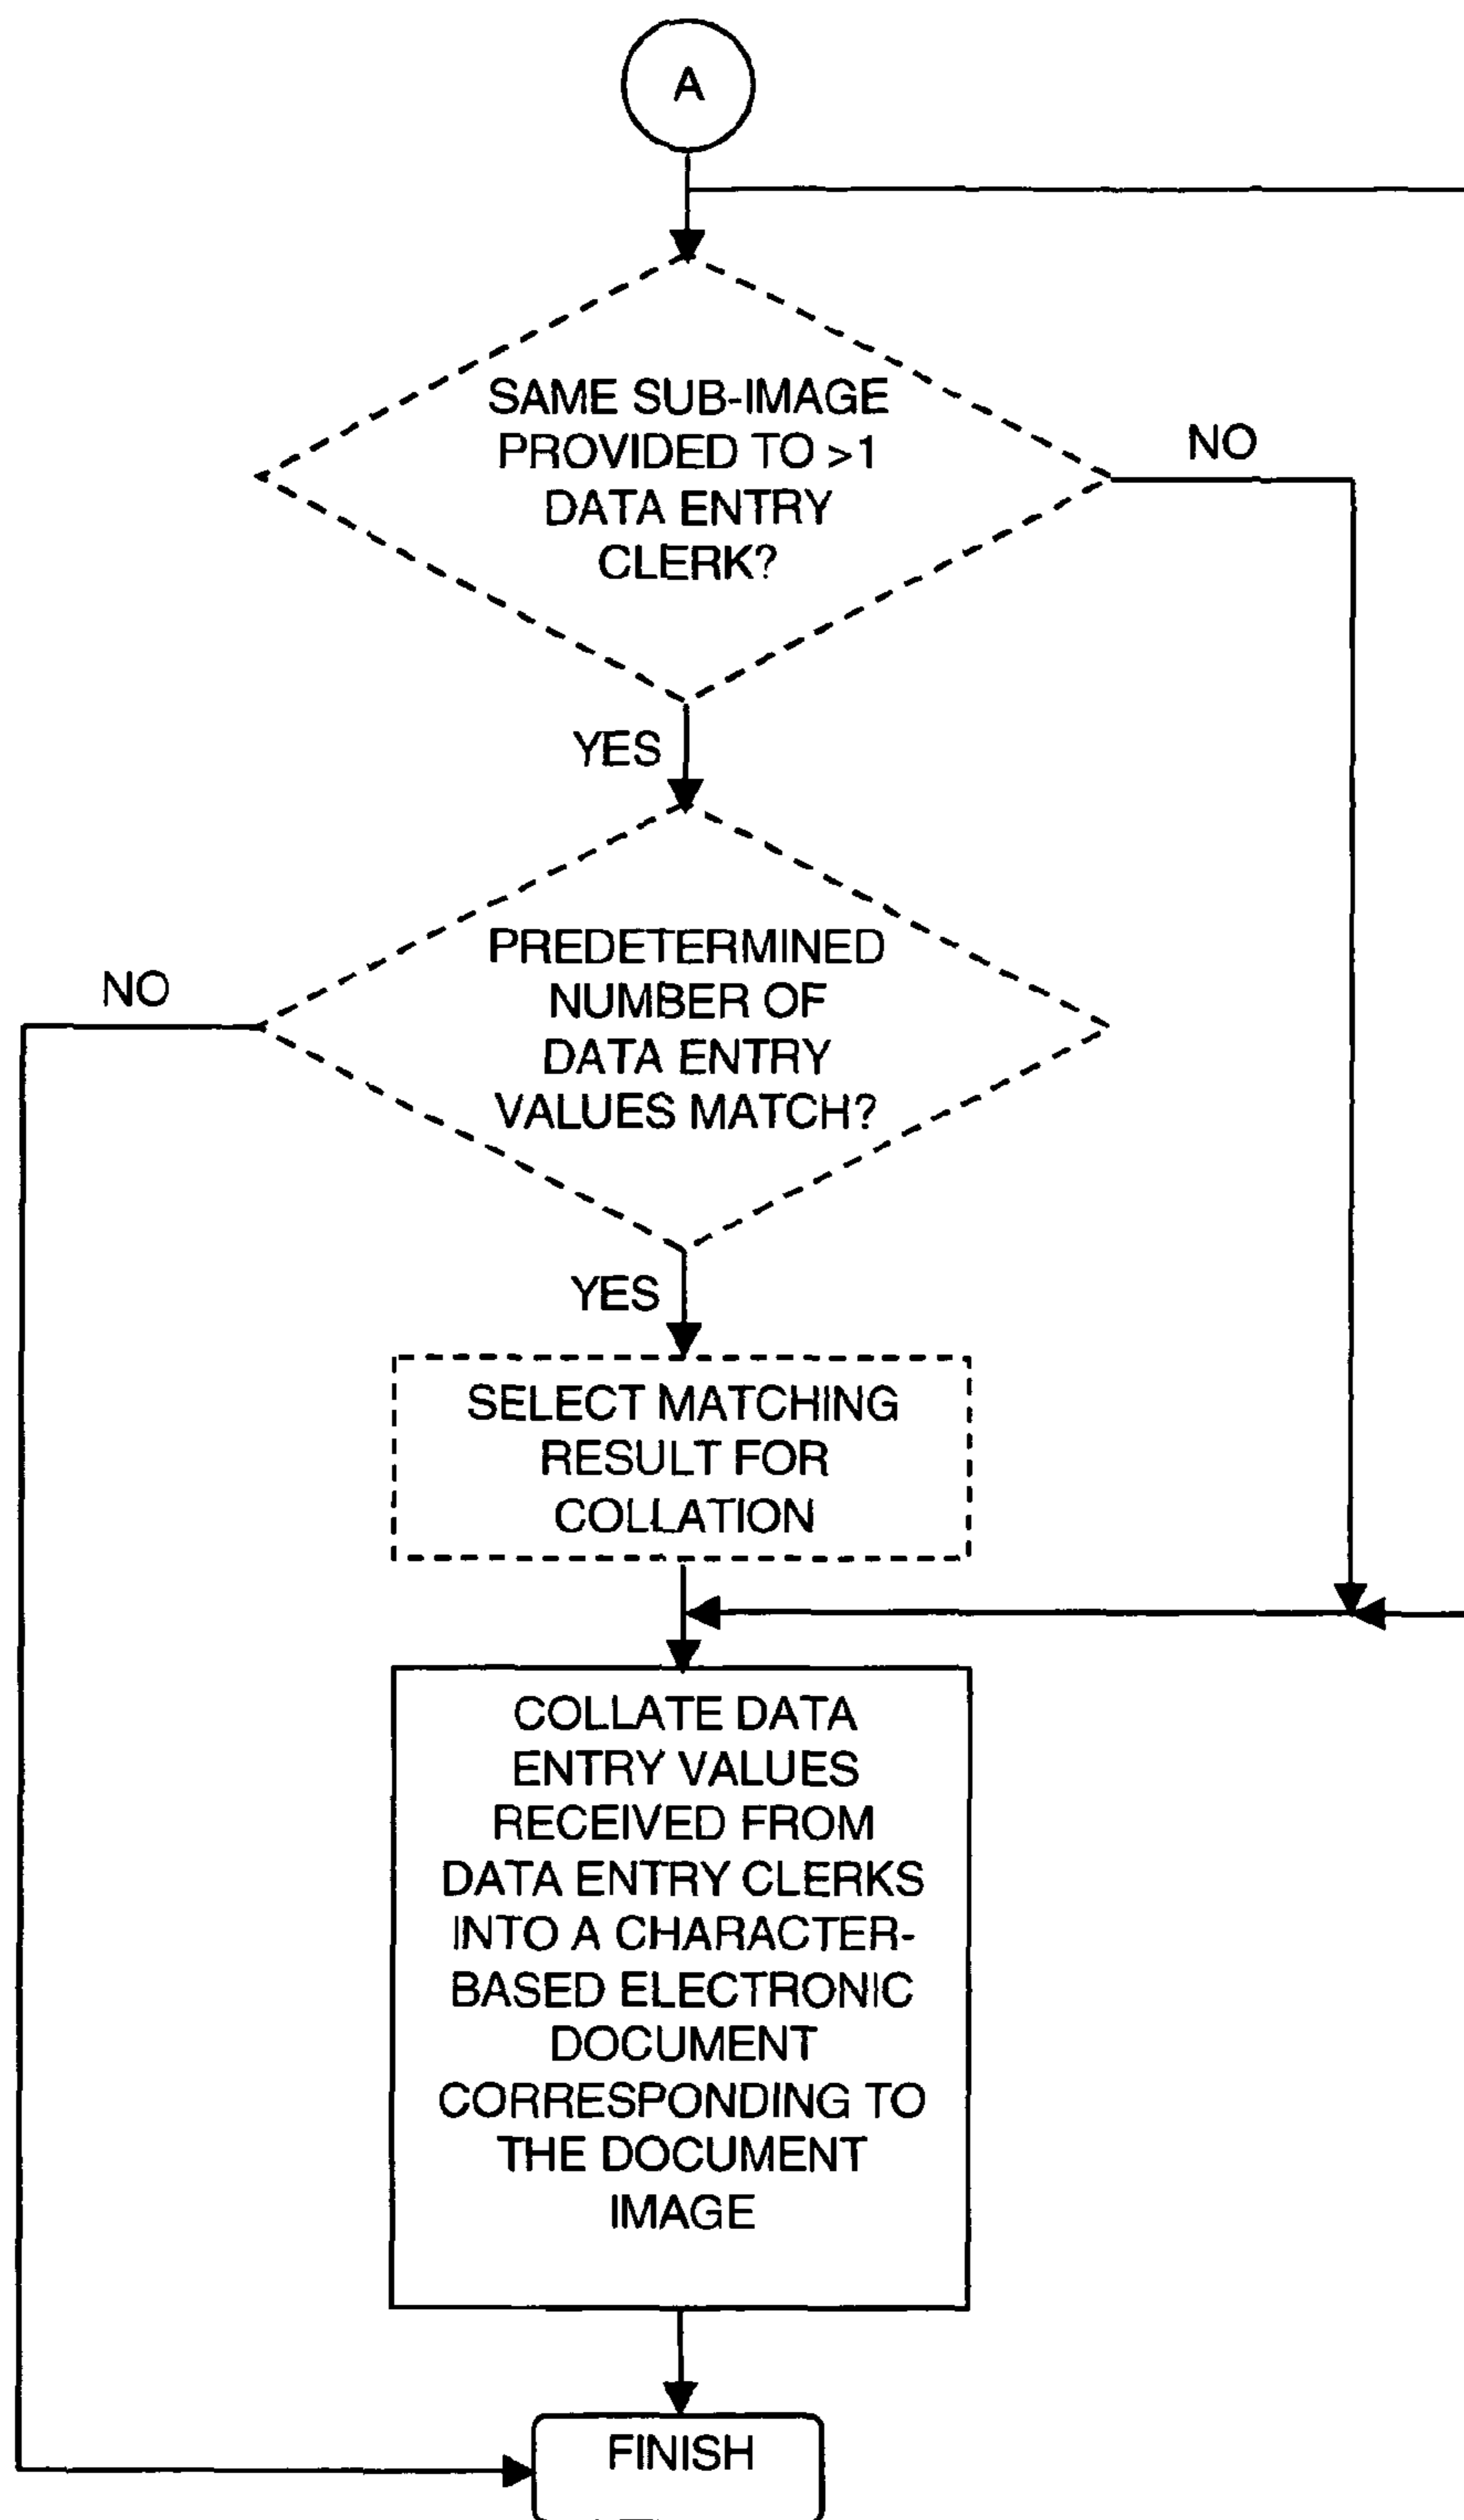 A
SAME SUB-IMAGE
PROVIDED TO >1
DATA ENTRY
CLERK?
NO
YES
PREDETERMINED
NUMBER OF
DATA ENTRY
VALUES MATCH?
NO
YES
SELECT MATCHING
RESULT FOR
COLLATION
COLLATE DATA
ENTRY VALUES
RECEIVED FROM
DATA ENTRY CLERKS
INTO A CHARACTER-
BASED ELECTRONIC
DOCUMENT
CORRESPONDING TO
THE DOCUMENT
IMAGE
FINISH